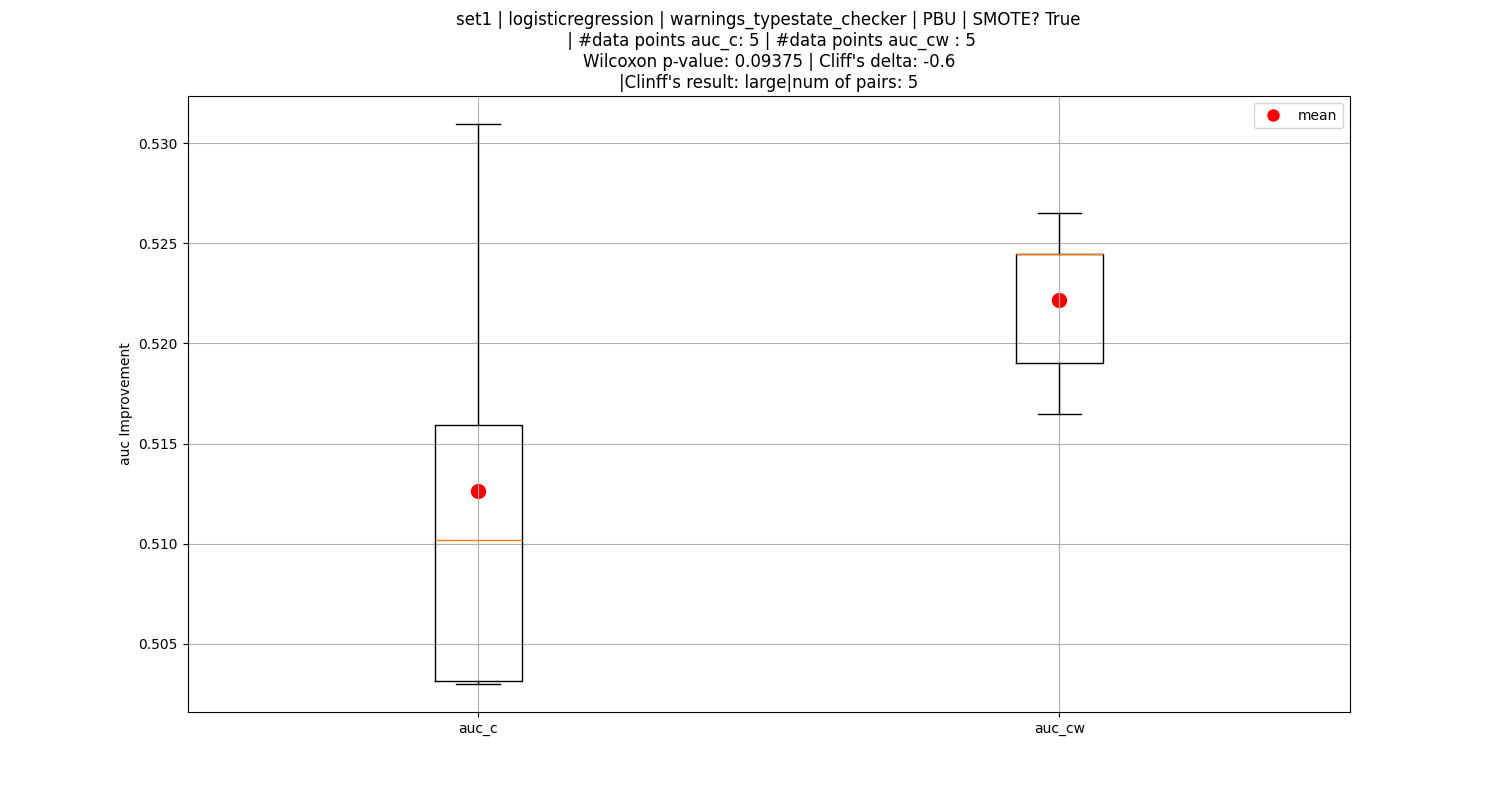 set1 | logisticregression | warnings_typestate_checker | PBU | SMOTE? True
| #data points auc_c: 5 | #data points auc_cw : 5
Wilcoxon p-value: 0.09375 | Cliff's delta: -0.6
|Clinff's result: large|num of pairs: 5
mean
0.530
0.525
0.520
0.515
0.510
0.505
auc Improvement
auc_c
auc_cw